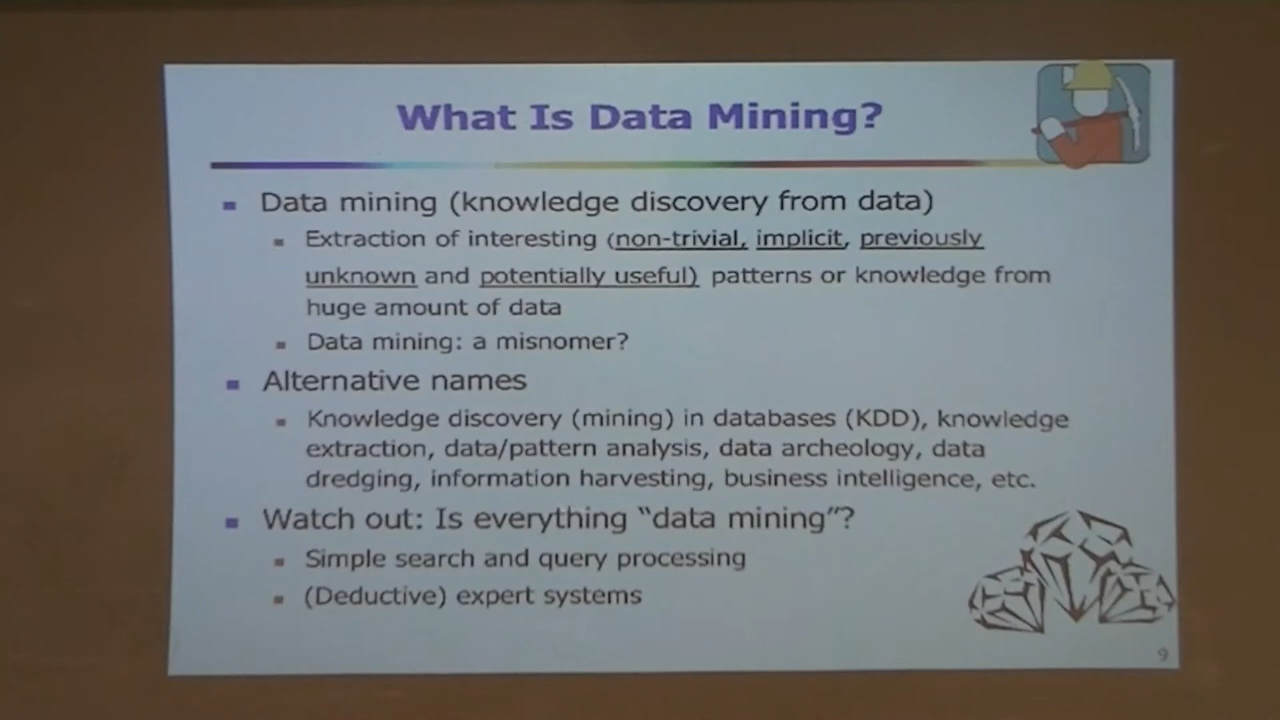 What Is Data Mining?
Data mining (knowledge discovery from data)
Extraction of interesting (non-trivial, implicit, previously
unknown and potentially useful) patterns or knowledge from
huge amount of data
Data mining: a misnomer?
Alternative names
Knowledge discovery (mining) in databases (KDD), knowledge
extraction, data/pattern analysis, data archeology, data
dredging, information harvesting, business intelligence, etc.
Watch out: Is everything “data mining”?
Simple search and query processing
(Deductive) expert systems
9